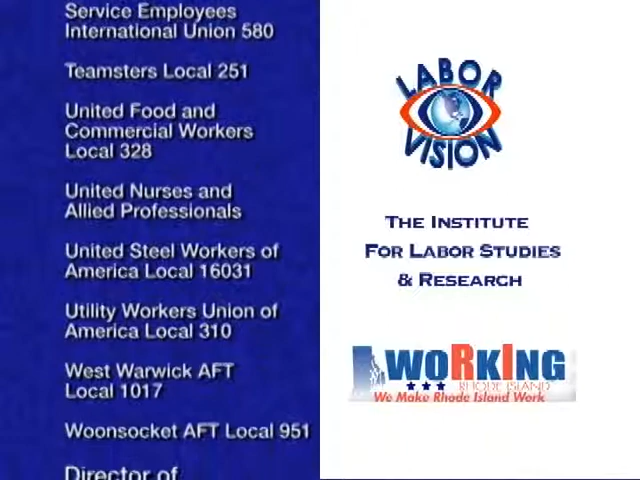 Service Employees
International Union 580
Teamsters Local 251
United Food and
Commercial Workers
Local 328
United Nurses and
Allied Professionals
United Steel Workers of
America Local 16031
Utility Workers Union of
America Local 310
West Warwick AFT
Local 1017
Woonsocket AFT Local 951
Director of
LABOR
VISION
THE INSTITUTE
FOR LABOR STUDIES
& RESEARCH
WORKING
RHODE ISLAND
We Make Rhode Island Work